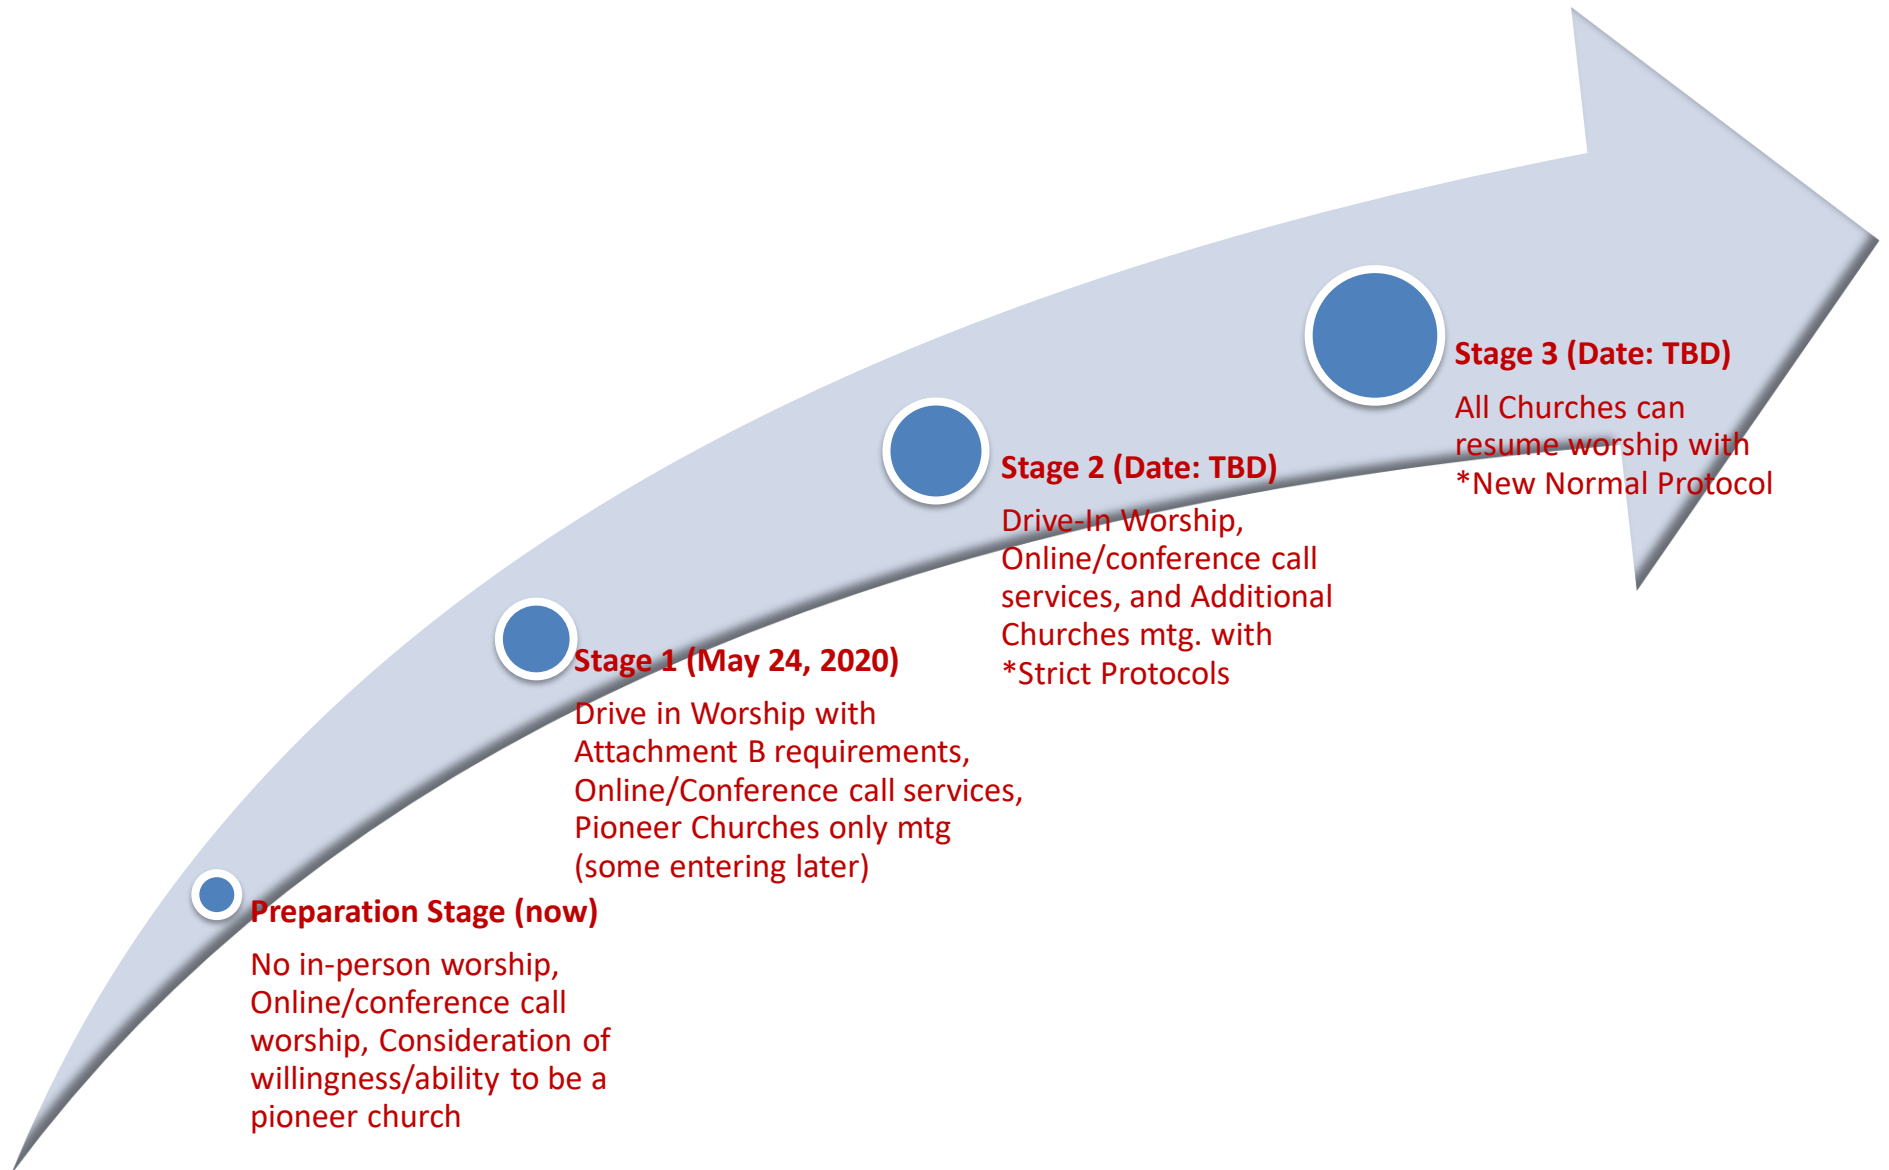 Stage 3 (Date: TBD)
All Churches can
resume worship with
*New Normal Protocol
Stage 2 (Date: TBD)
Drive-In Worship,
Online/conference call
services, and Additional
Churches mtg. with
*Strict Protocols
Stage 1 (May 24, 2020)
Drive in Worship with
Attachment B requirements,
Online/Conference call services,
Pioneer Churches only mtg
(some entering later)
Preparation Stage (now)
No in-person worship,
Online/conference call
worship, Consideration of
willingness/ability to be a
pioneer church